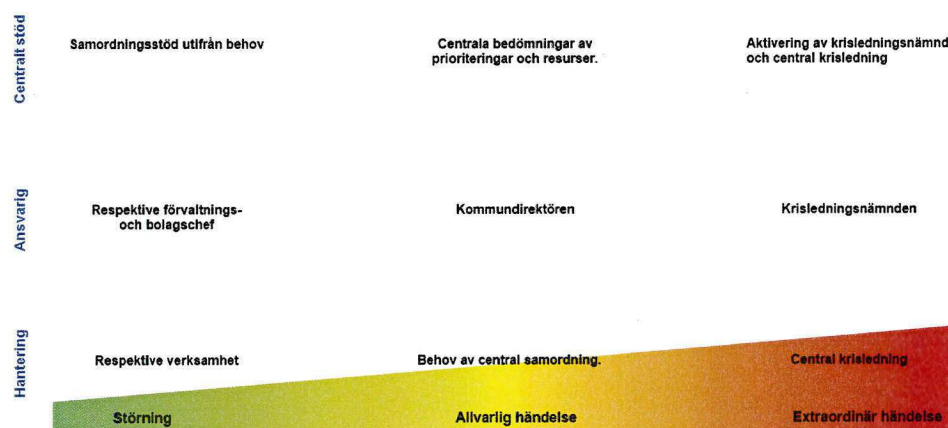 Centralt stöd
Samordningsstöd utifrån behov
Centrala bedömningar av
prioriteringar och resurser.
Aktivering av krisledningsnämnd
och central krisledning
Ansvarig
Respektive förvaltnings-
och bolagschef
Kommundirektören
Krisledningsnämnden
Hantering
Respektive verksamhet
Behov av central samordning.
Central krisledning
Störning
Allvarlig händelse
Extraordinär händelse